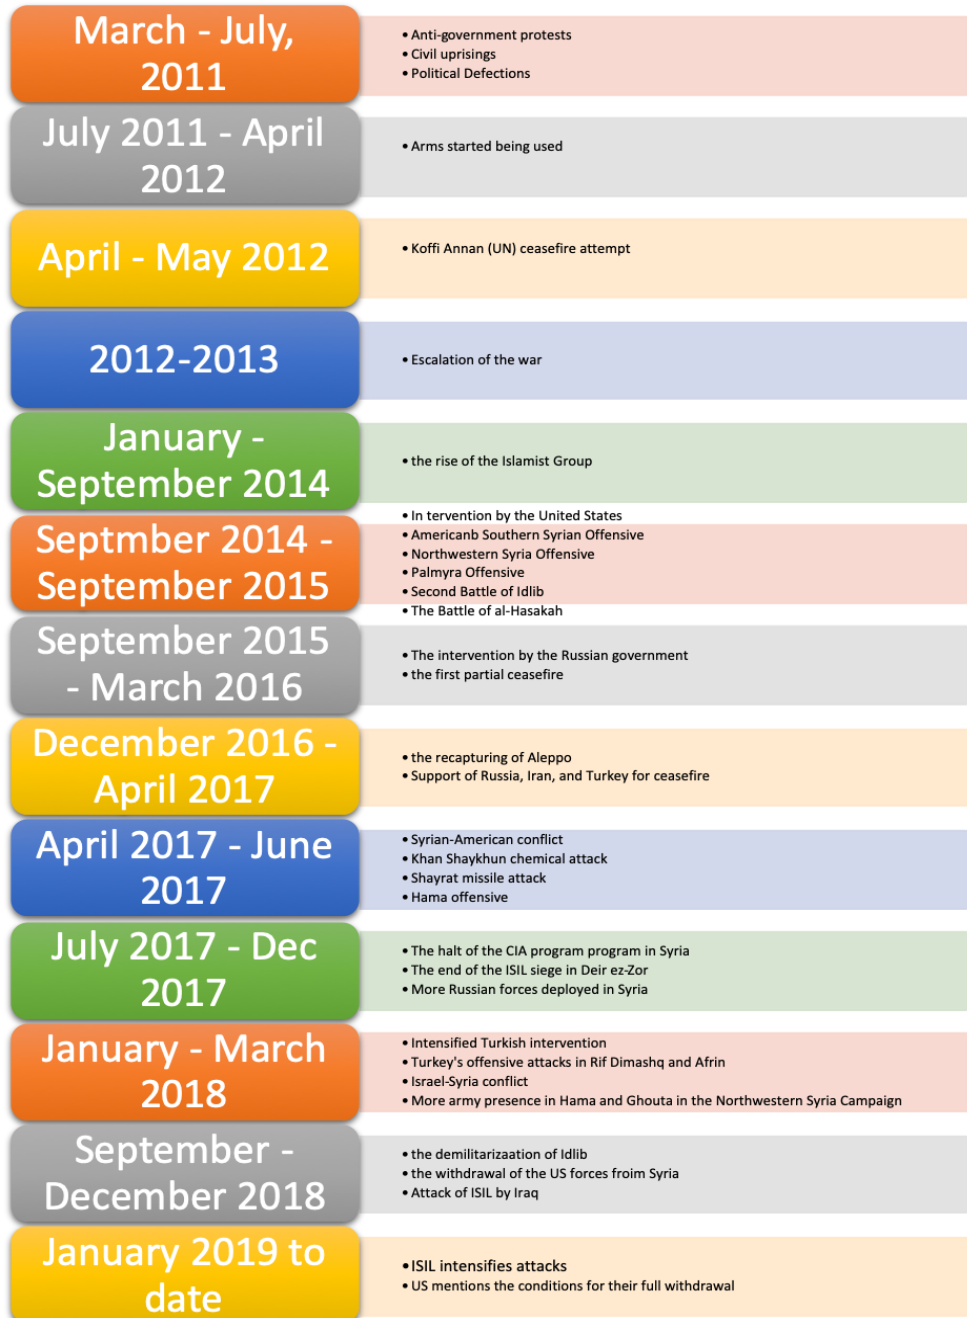 March - July,
2011
• Anti-government protests
• Civil uprisings
• Political Defections
July 2011 - April
2012
• Arms started being used
April - May 2012
• Koffi Annan (UN) ceasefire attempt
2012-2013
• Escalation of the war
January -
September 2014
• the rise of the Islamist Group
Septmber 2014 -
September 2015
• In tervention by the United States
• Americanb Southern Syrian Offensive
• Northwestern Syria Offensive
• Palmyra Offensive
• Second Battle of Idlib
• The Battle of al-Hasakah
September 2015
- March 2016
• The intervention by the Russian government
• the first partial ceasefire
December 2016 -
April 2017
• the recapturing of Aleppo
• Support of Russia, Iran, and Turkey for ceasefire
April 2017 - June
2017
• Syrian-American conflict
• Khan Shaykhun chemical attack
• Shayrat missile attack
• Hama offensive
July 2017 - Dec
2017
• The halt of the CIA program program in Syria
• The end of the ISIL siege in Deir ez-Zor
• More Russian forces deployed in Syria
January - March
2018
• Intensified Turkish intervention
• Turkey's offensive attacks in Rif Dimashq and Afrin
• Israel-Syria conflict
• More army presence in Hama and Ghouta in the Northwestern Syria Campaign
September -
December 2018
• the demilitarizaation of Idlib
• the withdrawal of the US forces froim Syria
• Attack of ISIL by Iraq
January 2019 to
date
• ISIL intensifies attacks
• US mentions the conditions for their full withdrawal